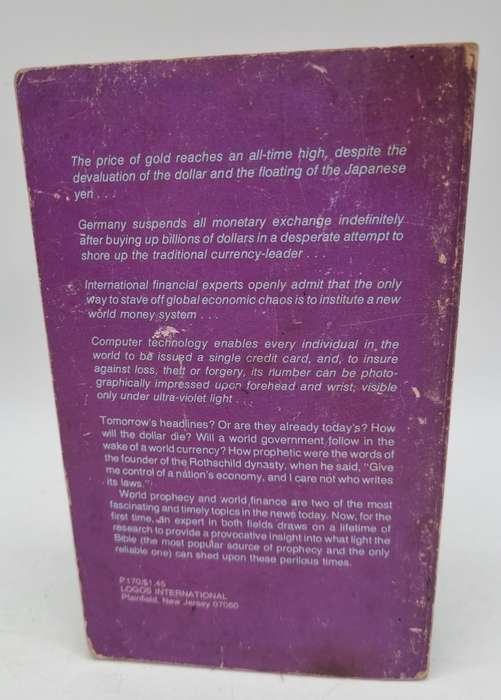 The price of gold reaches an all-time high, despite the
devaluation of the dollar and the floating of the Japanese
yen . . .
Germany suspends all monetary exchange indefinitely
after buying up billions of dollars in a desperate attempt to
shore up the traditional currency-leader . . .
International financial experts openly admit that the only
way to stave off global economic chaos is to institute a new
world money system . . .
Computer technology enables every individual in the
world to be issued a single credit card, and, to insure
against loss, theft or forgery, its number can be photo-
graphically impressed upon forehead and wrist, visible
only under ultra-violet light . . .
Tomorrow's headlines? Or are they already today's? How
will the dollar die? Will a world government follow in the
wake of a world currency? How prophetic were the words of
the founder of the Rothschild dynasty, when he said, "Give
me control of a nation's economy, and I care not who writes
its laws."
World prophecy and world finance are two of the most
fascinating and timely topics in the news today. Now, for the
first time, an expert in both fields draws on a lifetime of
research to provide a provocative insight into what light the
Bible (the most popular source of prophecy and the only
reliable one) can shed upon these perilous times.
P170/$1.45
LOGOS INTERNATIONAL
Plainfield, New Jersey 07060